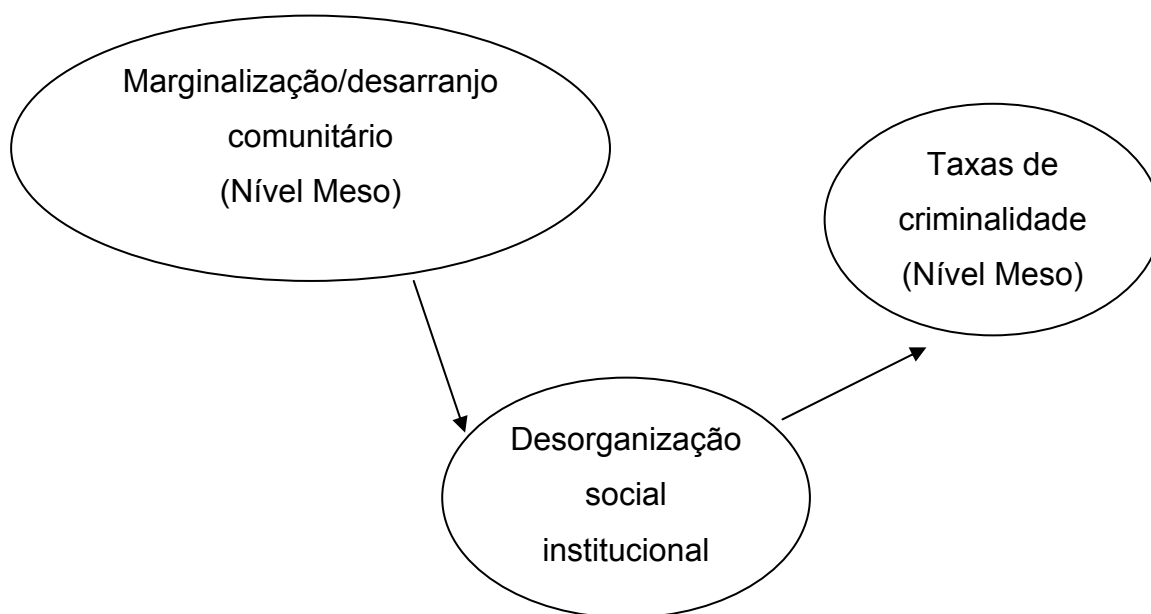 Marginalização/desarranjo
comunitário
(Nível Meso)
Taxas de
criminalidade
(Nível Meso)
Desorganização
social
institucional